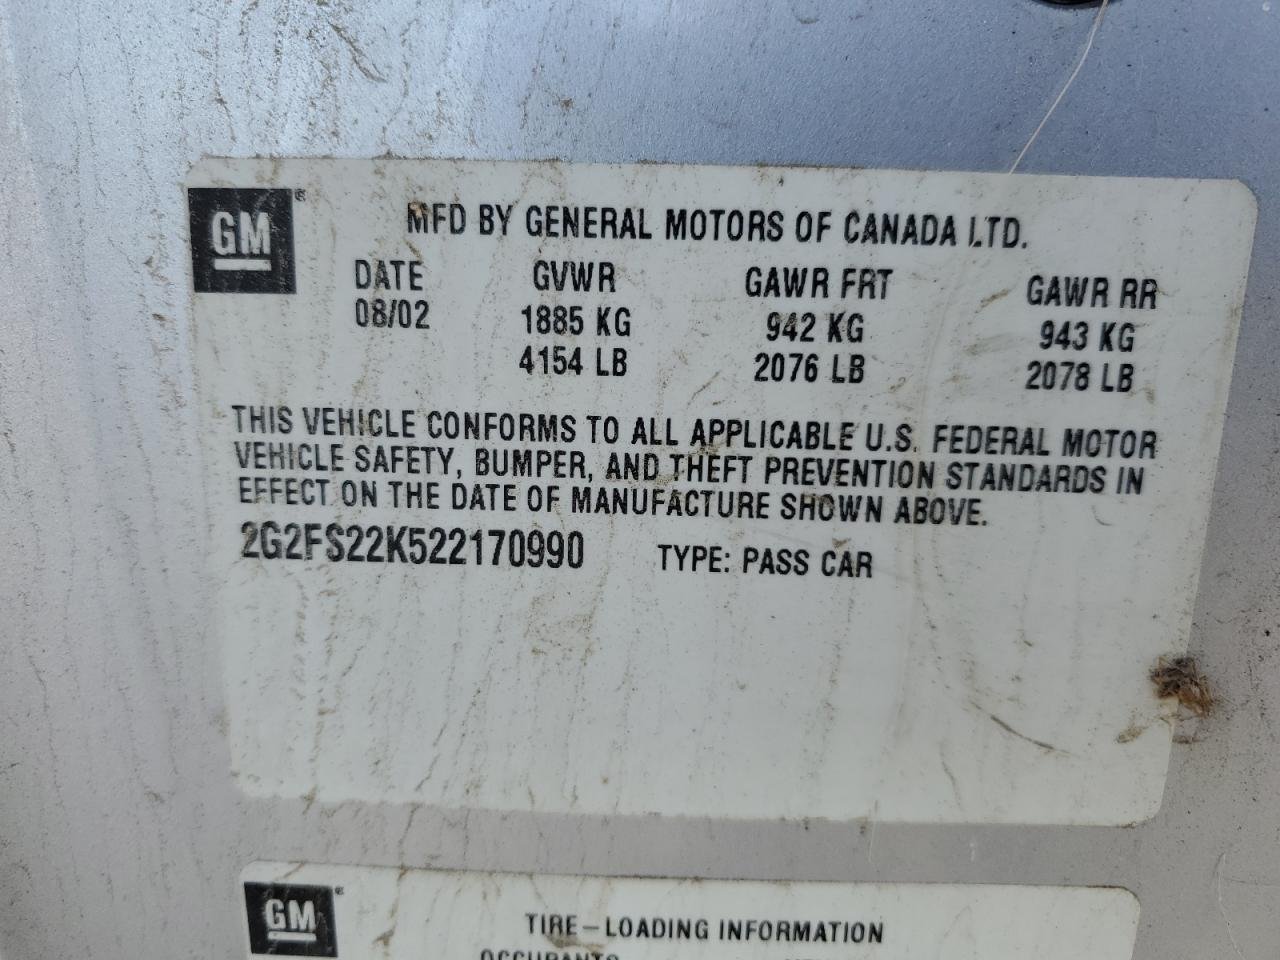 GM®
MFD BY GENERAL MOTORS OF CANADA LTD.
DATE GVWR GAWR FRT GAWR RR
08/02 1885 KG 942 KG 943 KG
4154 LB 2076 LB 2078 LB
THIS VEHICLE CONFORMS TO ALL APPLICABLE U.S. FEDERAL MOTOR
VEHICLE SAFETY, BUMPER, AND THEFT PREVENTION STANDARDS IN
EFFECT ON THE DATE OF MANUFACTURE SHOWN ABOVE.
2G2FS22K522170990 TYPE: PASS CAR
GM®
TIRE-LOADING INFORMATION
OCCUPANTS